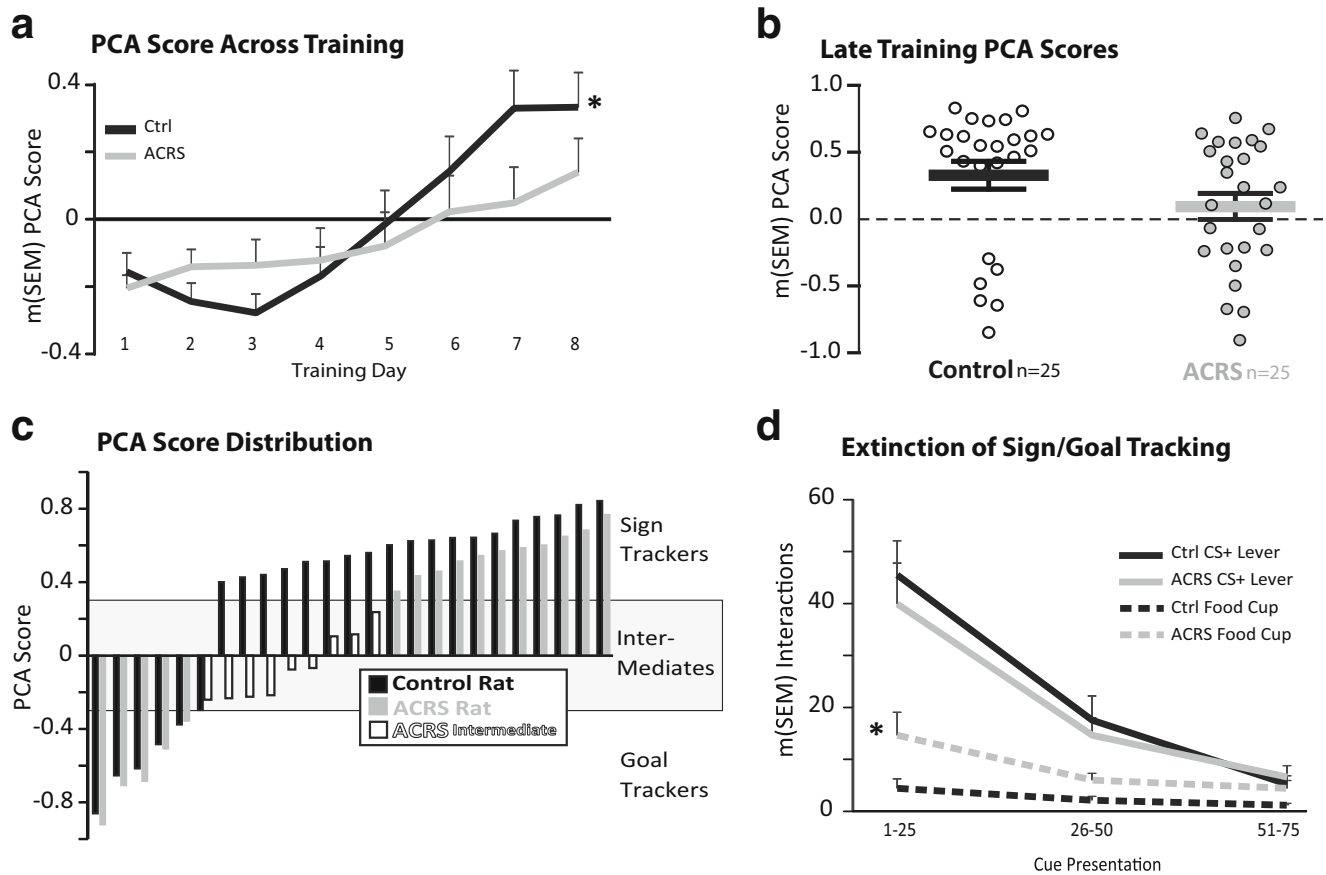 a
PCA Score Across Training
m(SEM) PCA Score
0.4
0
-0.4
Ctrl
ACRS
*
1 2 3 4 5 6 7 8
Training Day
b
Late Training PCA Scores
m(SEM) PCA Score
1.0
0.5
0.0
-0.5
-1.0
Control n=25
ACRS n=25
c
PCA Score Distribution
PCA Score
0.8
0.4
0
-0.4
-0.8
Sign
Trackers
Inter-
Mediates
Goal
Trackers
Control Rat
ACRS Rat
ACRS Intermediate
d
Extinction of Sign/Goal Tracking
m(SEM) Interactions
60
40
20
0
Ctrl CS+ Lever
ACRS CS+ Lever
Ctrl Food Cup
ACRS Food Cup
*
1-25 26-50 51-75
Cue Presentation